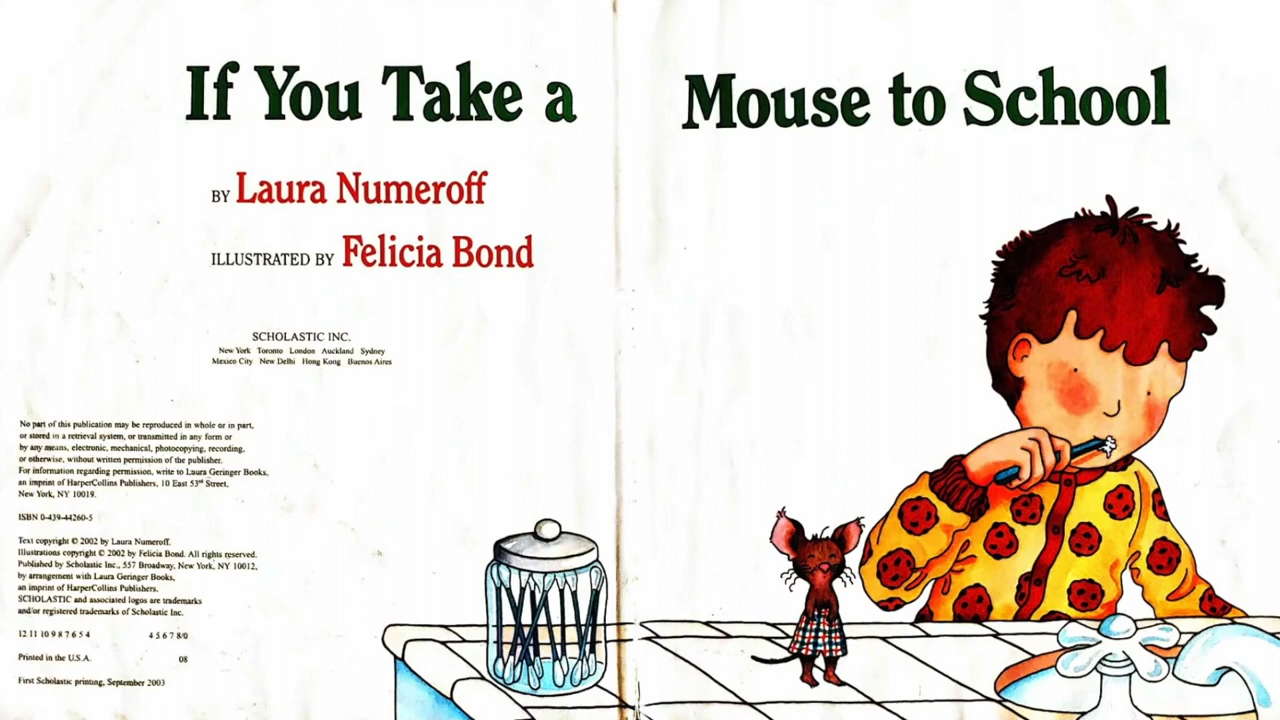 If You Take a Mouse to School
BY Laura Numeroff
ILLUSTRATED BY Felicia Bond
SCHOLASTIC INC.
New York Toronto London Auckland Sydney
Mexico City New Delhi Hong Kong Buenos Aires
No part of this publication may be reproduced in whole or in part,
or stored in a retrieval system, or transmitted in any form or
by any means, electronic, mechanical, photocopying, recording,
or otherwise, without written permission of the publisher.
For information regarding permission, write to Laura Geringer Books,
an imprint of HarperCollins Publishers, 10 East 53rd Street,
New York, NY 10019.
ISBN 0-439-44260-5
Text copyright © 2002 by Laura Numeroff.
Illustrations copyright © 2002 by Felicia Bond. All rights reserved.
Published by Scholastic Inc., 557 Broadway, New York, NY 10012,
by arrangement with Laura Geringer Books,
an imprint of HarperCollins Publishers.
SCHOLASTIC and associated logos are trademarks
and/or registered trademarks of Scholastic Inc.
12 11 10 9 8 7 6 5 4 4 5 6 7 8/0
Printed in the U.S.A. 08
First Scholastic printing, September 2003